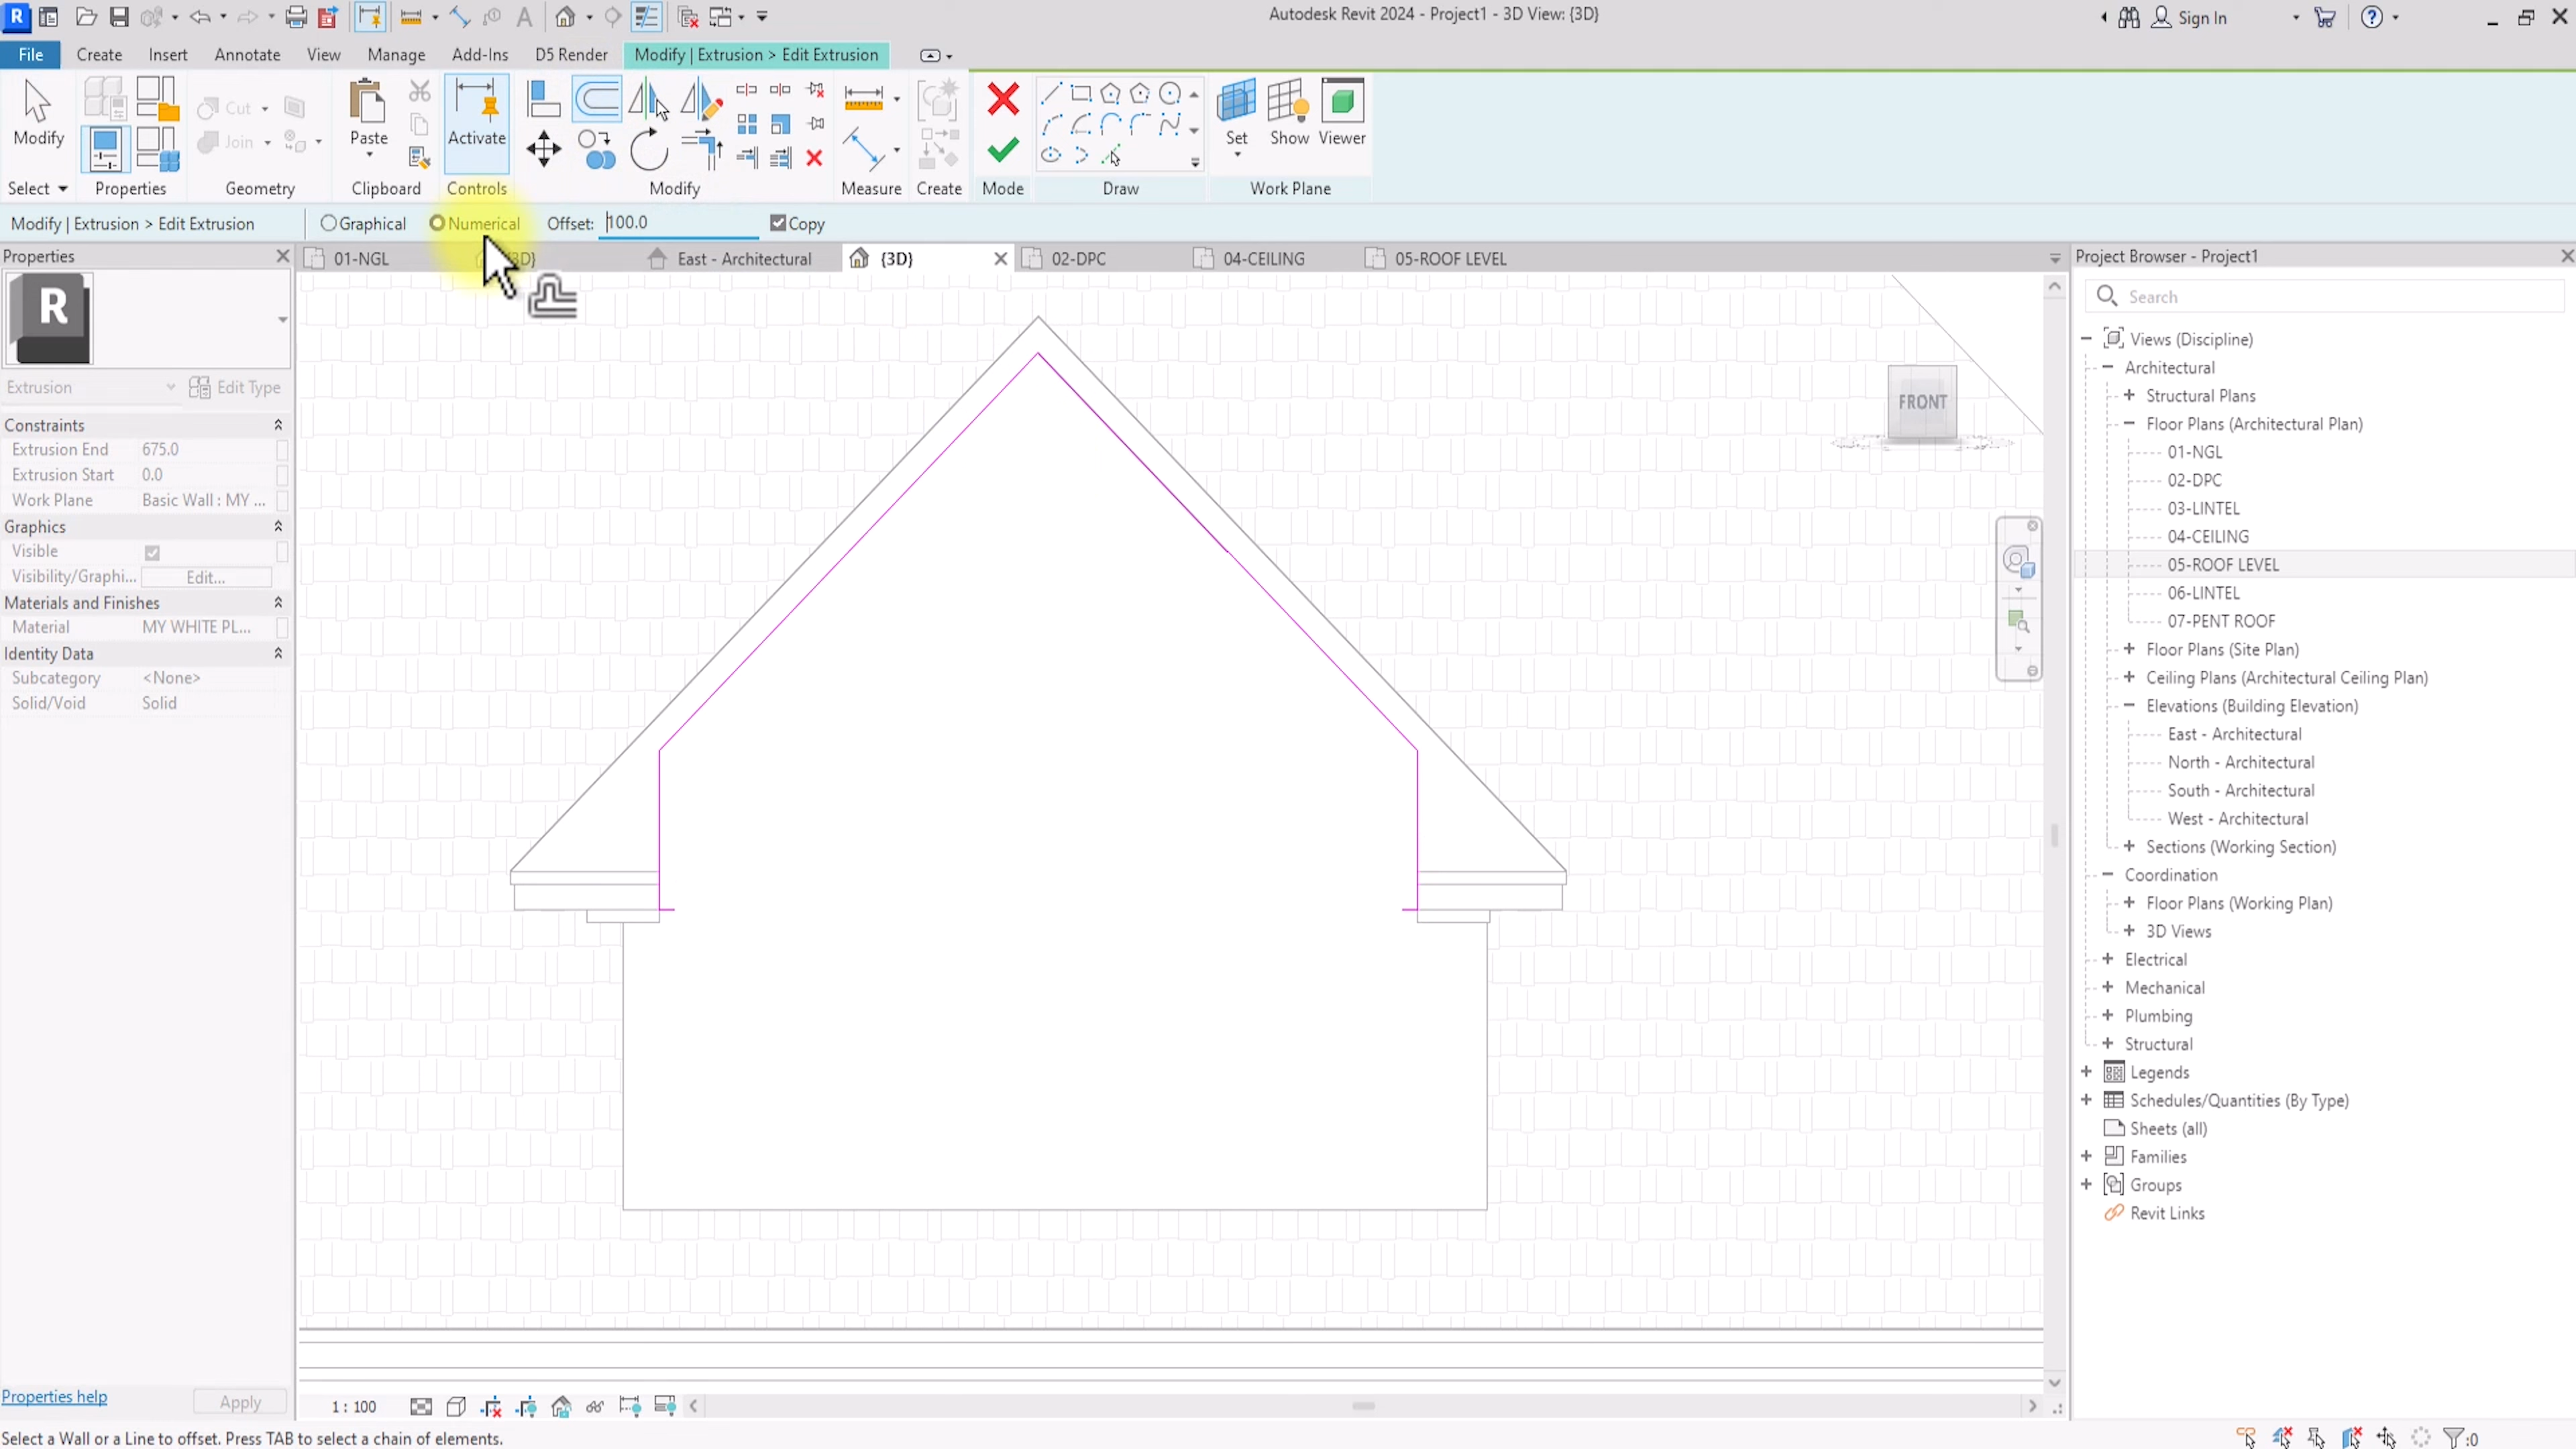 Autodesk Revit 2024 - Project1 - 3D View: {3D}
Sign In
File Create Insert Annotate View Manage Add-Ins D5 Render Modify | Extrusion > Edit Extrusion
Modify Cut Join Paste Activate Set Show Viewer
Select Properties Geometry Clipboard Controls Modify Measure Create Mode Draw Work Plane
Modify | Extrusion > Edit Extrusion Graphical Numerical Offset: 100.0 Copy
Properties
01-NGL {3D} East - Architectural {3D} 02-DPC 04-CEILING 05-ROOF LEVEL
R
Extrusion Edit Type
Constraints
Extrusion End 675.0
Extrusion Start 0.0
Work Plane Basic Wall : MY ...
Graphics
Visible
Visibility/Graphi... Edit...
Materials and Finishes
Material MY WHITE PL...
Identity Data
Subcategory <None>
Solid/Void Solid
Properties help Apply
FRONT
1 : 100
Project Browser - Project1
Search
Views (Discipline)
Architectural
Structural Plans
Floor Plans (Architectural Plan)
01-NGL
02-DPC
03-LINTEL
04-CEILING
05-ROOF LEVEL
06-LINTEL
07-PENT ROOF
Floor Plans (Site Plan)
Ceiling Plans (Architectural Ceiling Plan)
Elevations (Building Elevation)
East - Architectural
North - Architectural
South - Architectural
West - Architectural
Sections (Working Section)
Coordination
Floor Plans (Working Plan)
3D Views
Electrical
Mechanical
Plumbing
Structural
Legends
Schedules/Quantities (By Type)
Sheets (all)
Families
Groups
Revit Links
Select a Wall or a Line to offset. Press TAB to select a chain of elements.
:0